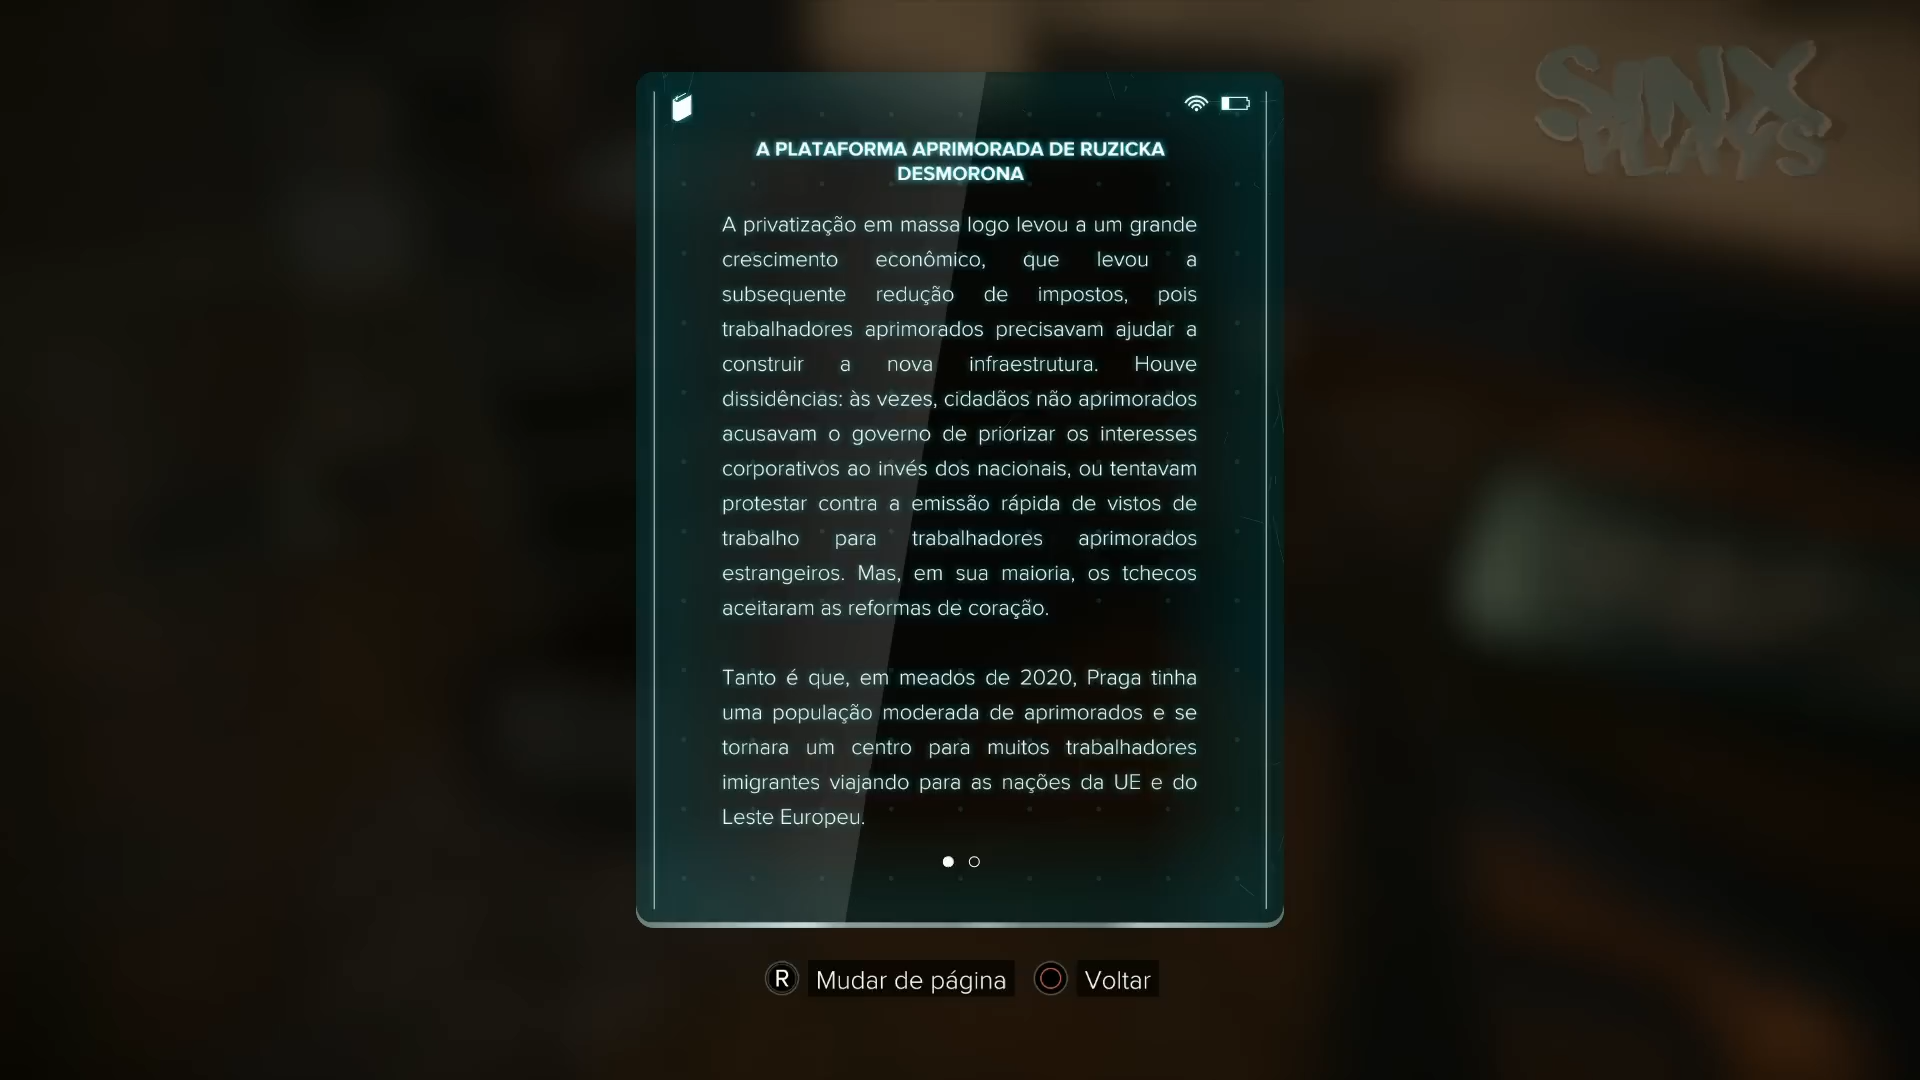 SINX
PLAYS
A PLATAFORMA APRIMORADA DE RUZICKA
DESMORONA
A privatização em massa logo levou a um grande
crescimento econômico, que levou a
subsequente redução de impostos, pois
trabalhadores aprimorados precisavam ajudar a
construir a nova infraestrutura. Houve
dissidências: às vezes, cidadãos não aprimorados
acusavam o governo de priorizar os interesses
corporativos ao invés dos nacionais, ou tentavam
protestar contra a emissão rápida de vistos de
trabalho para trabalhadores aprimorados
estrangeiros. Mas, em sua maioria, os tchecos
aceitaram as reformas de coração.
Tanto é que, em meados de 2020, Praga tinha
uma população moderada de aprimorados e se
tornara um centro para muitos trabalhadores
imigrantes viajando para as nações da UE e do
Leste Europeu.
R Mudar de página Voltar